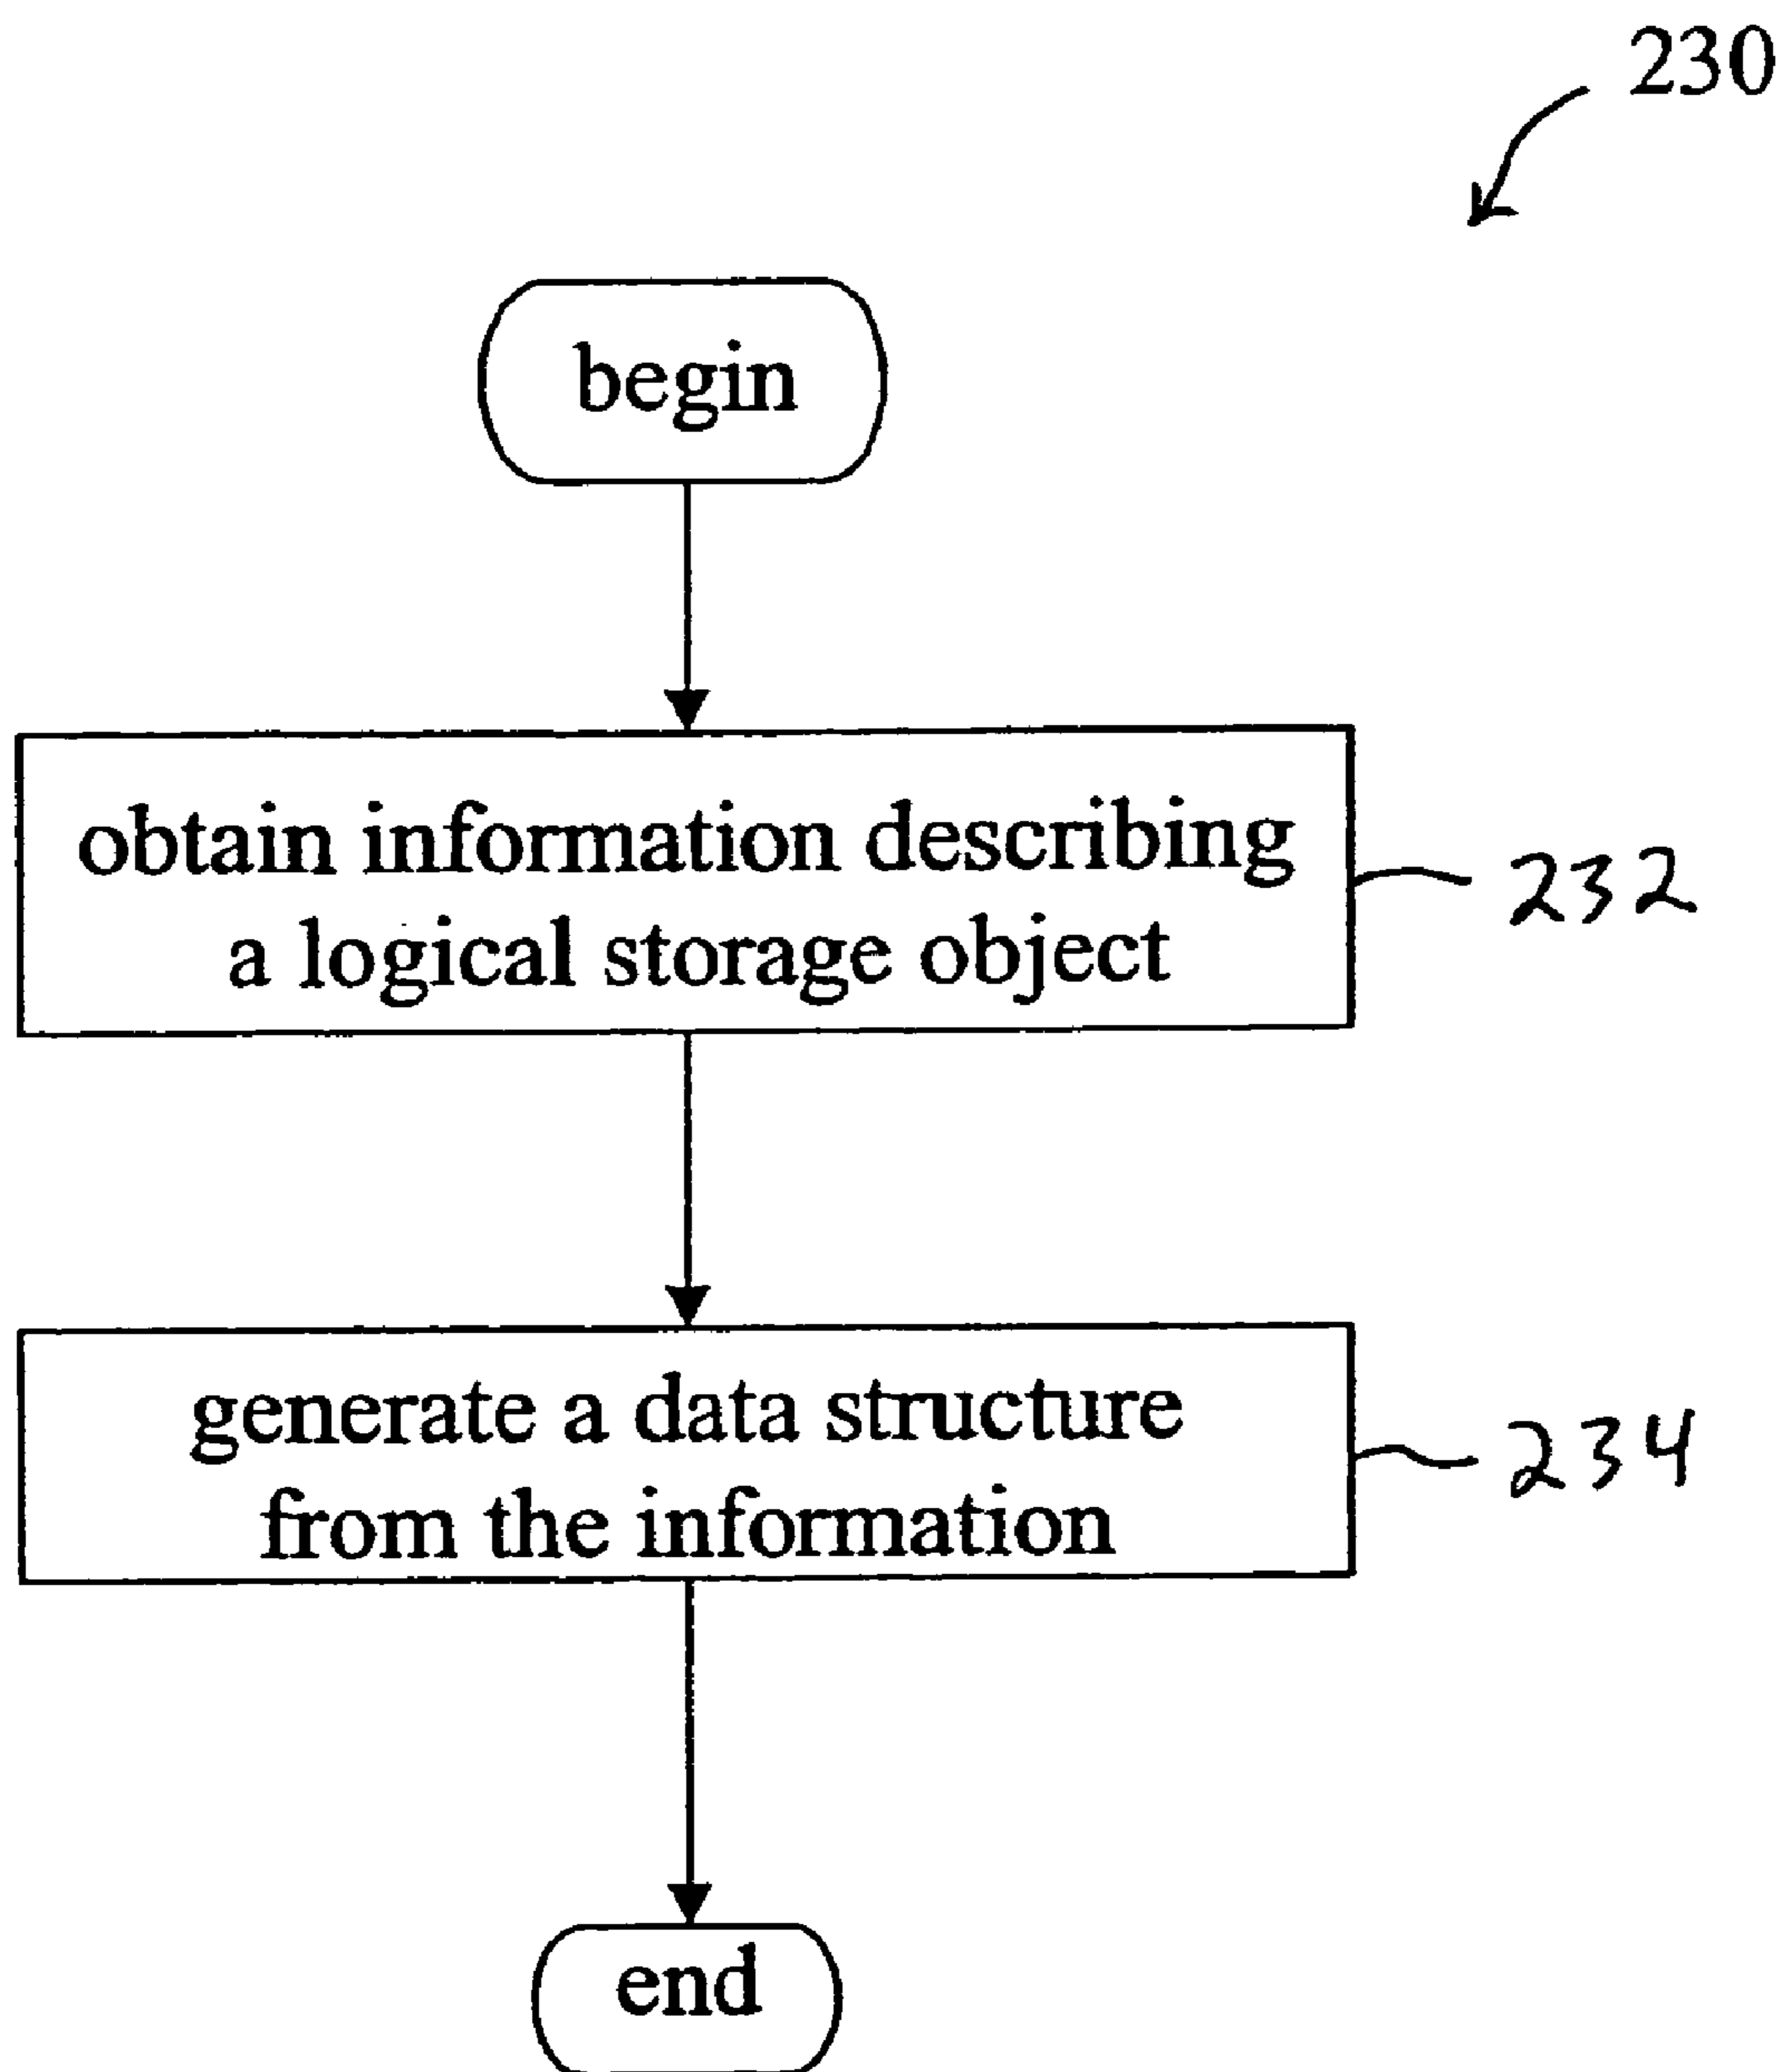 230
begin
obtain information describing
a logical storage object
232
generate a data structure
from the information
234
end